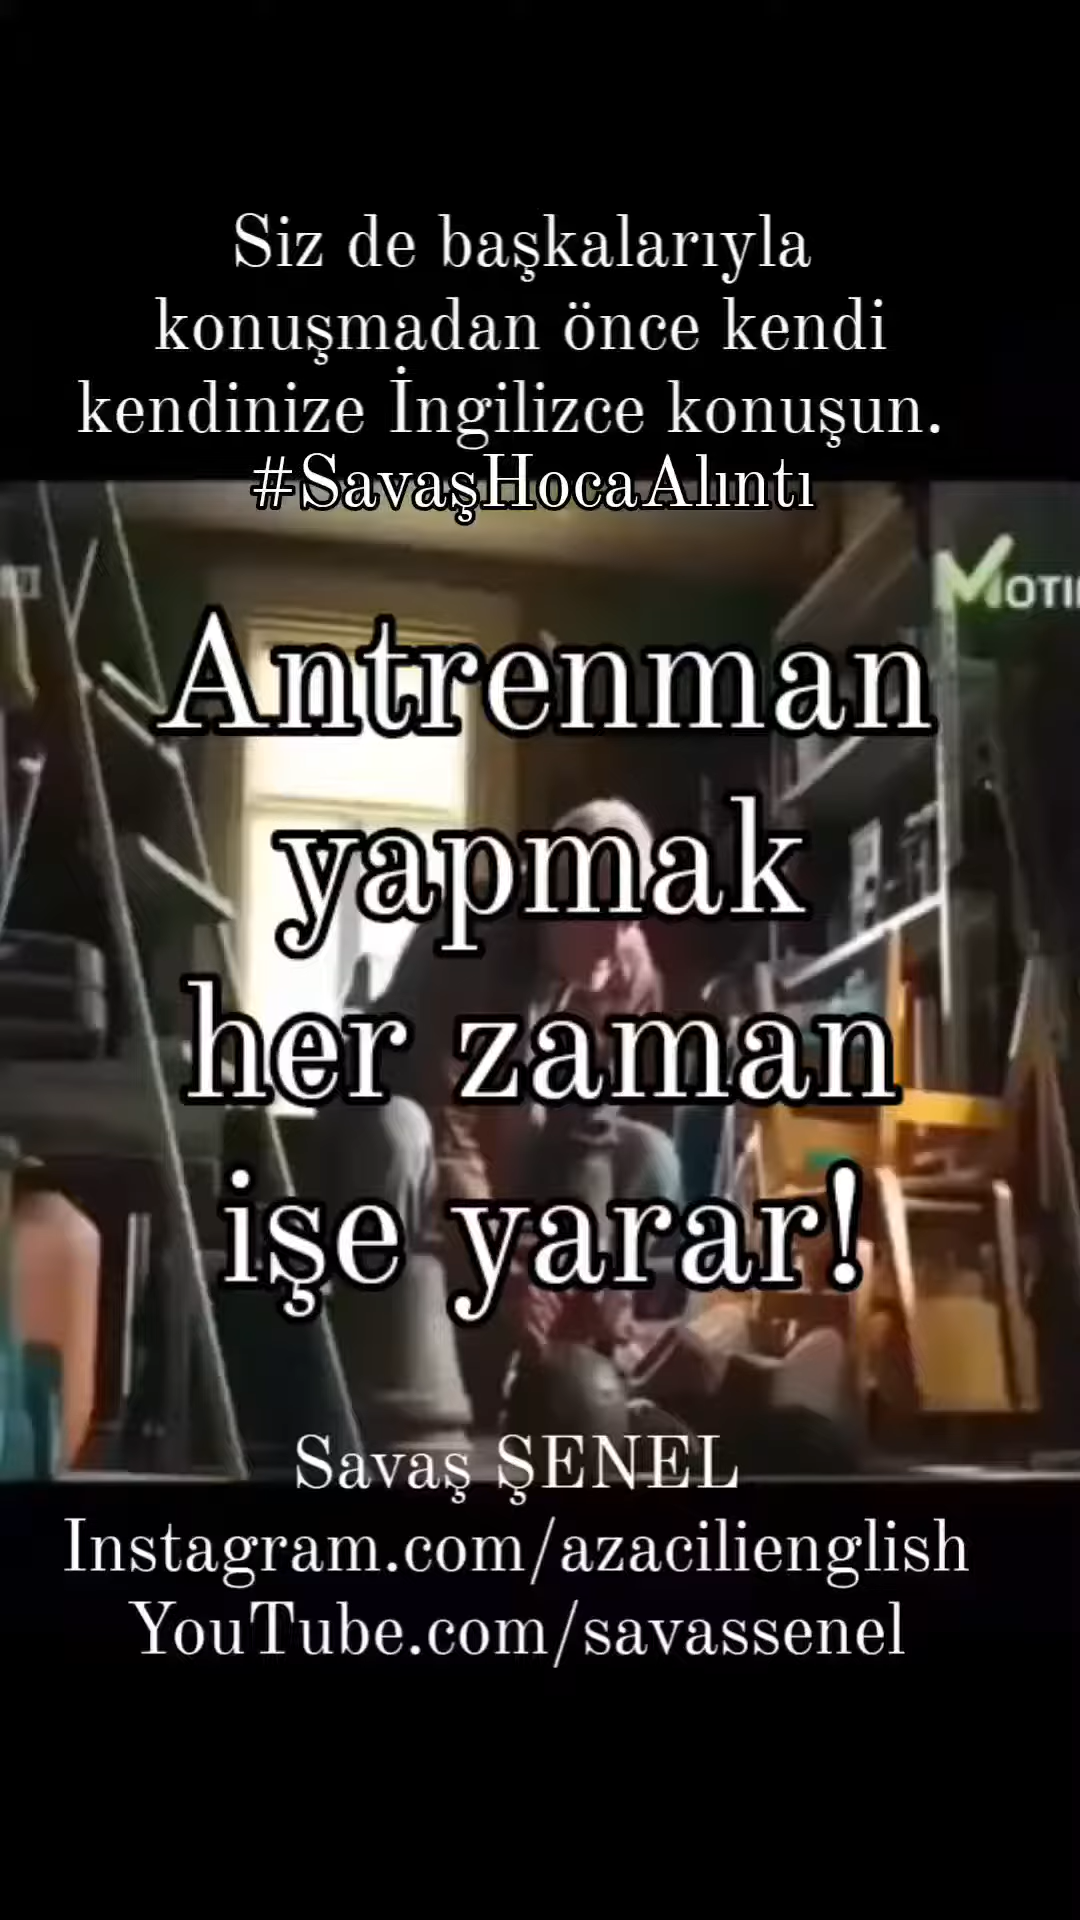 Siz de başkalarıyla
konuşmadan önce kendi
kendinize İngilizce konuşun.
#SavaşHocaAlıntı
MOTI
Antrenman
yapmak
her zaman
işe yarar!
Savaş ŞENEL
Instagram.com/azacilienglish
YouTube.com/savassenel